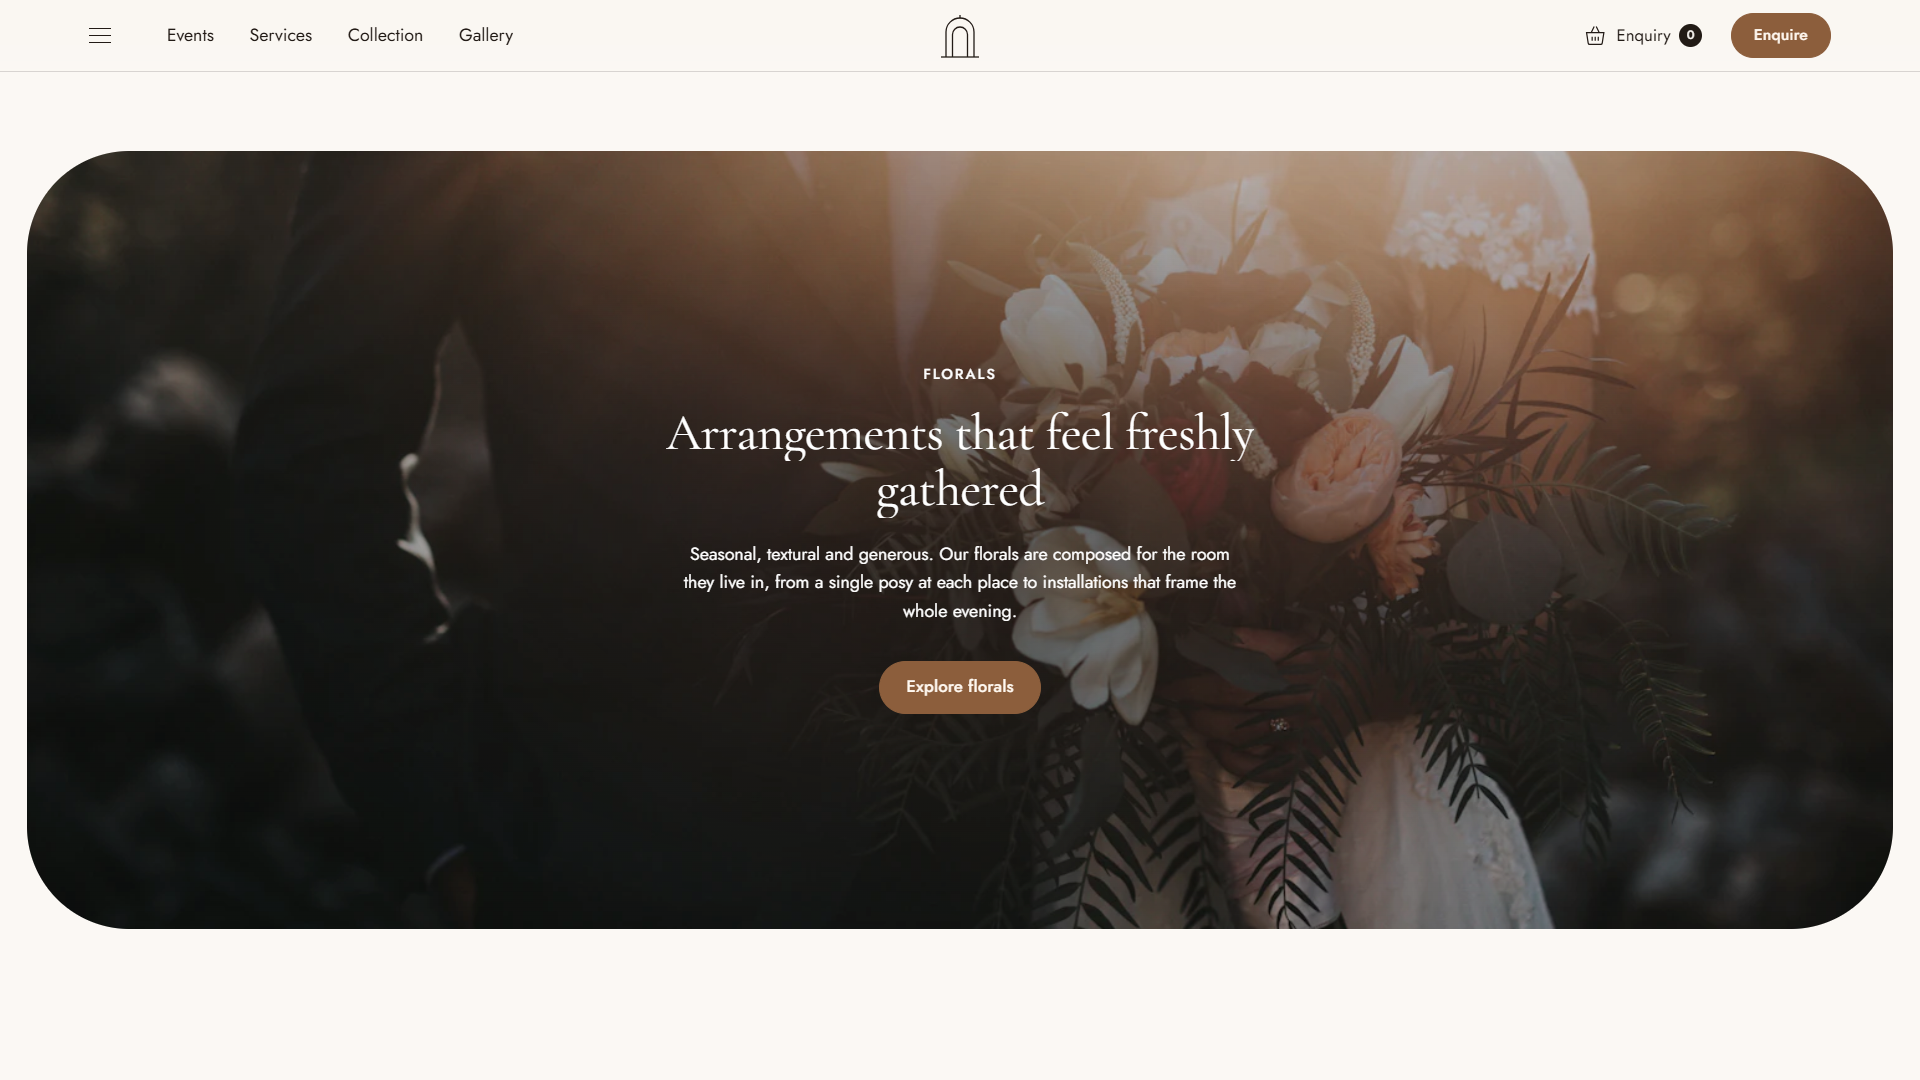 Events
Services
Collection
Gallery
Enquiry
0
Enquire
FLORALS
Arrangements that feel freshly
gathered
Seasonal, textural and generous. Our florals are composed for the room
they live in, from a single posy at each place to installations that frame the
whole evening.
Explore florals